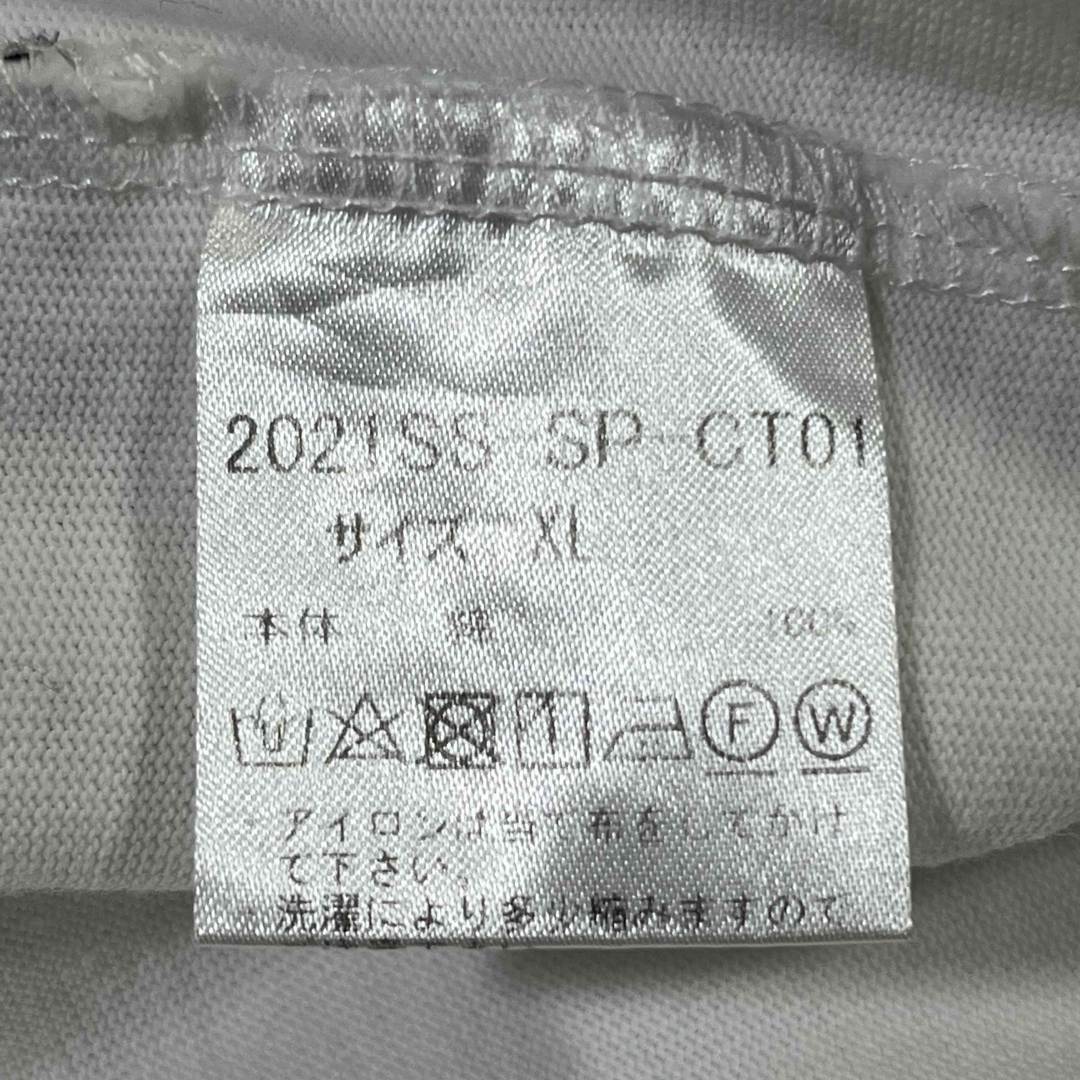 2021SS SP CT01
サイズ XL
本体 綿 100%
F W
・アイロンは当て布をしてかけ
て下さい。
・洗濯により多少縮みますので